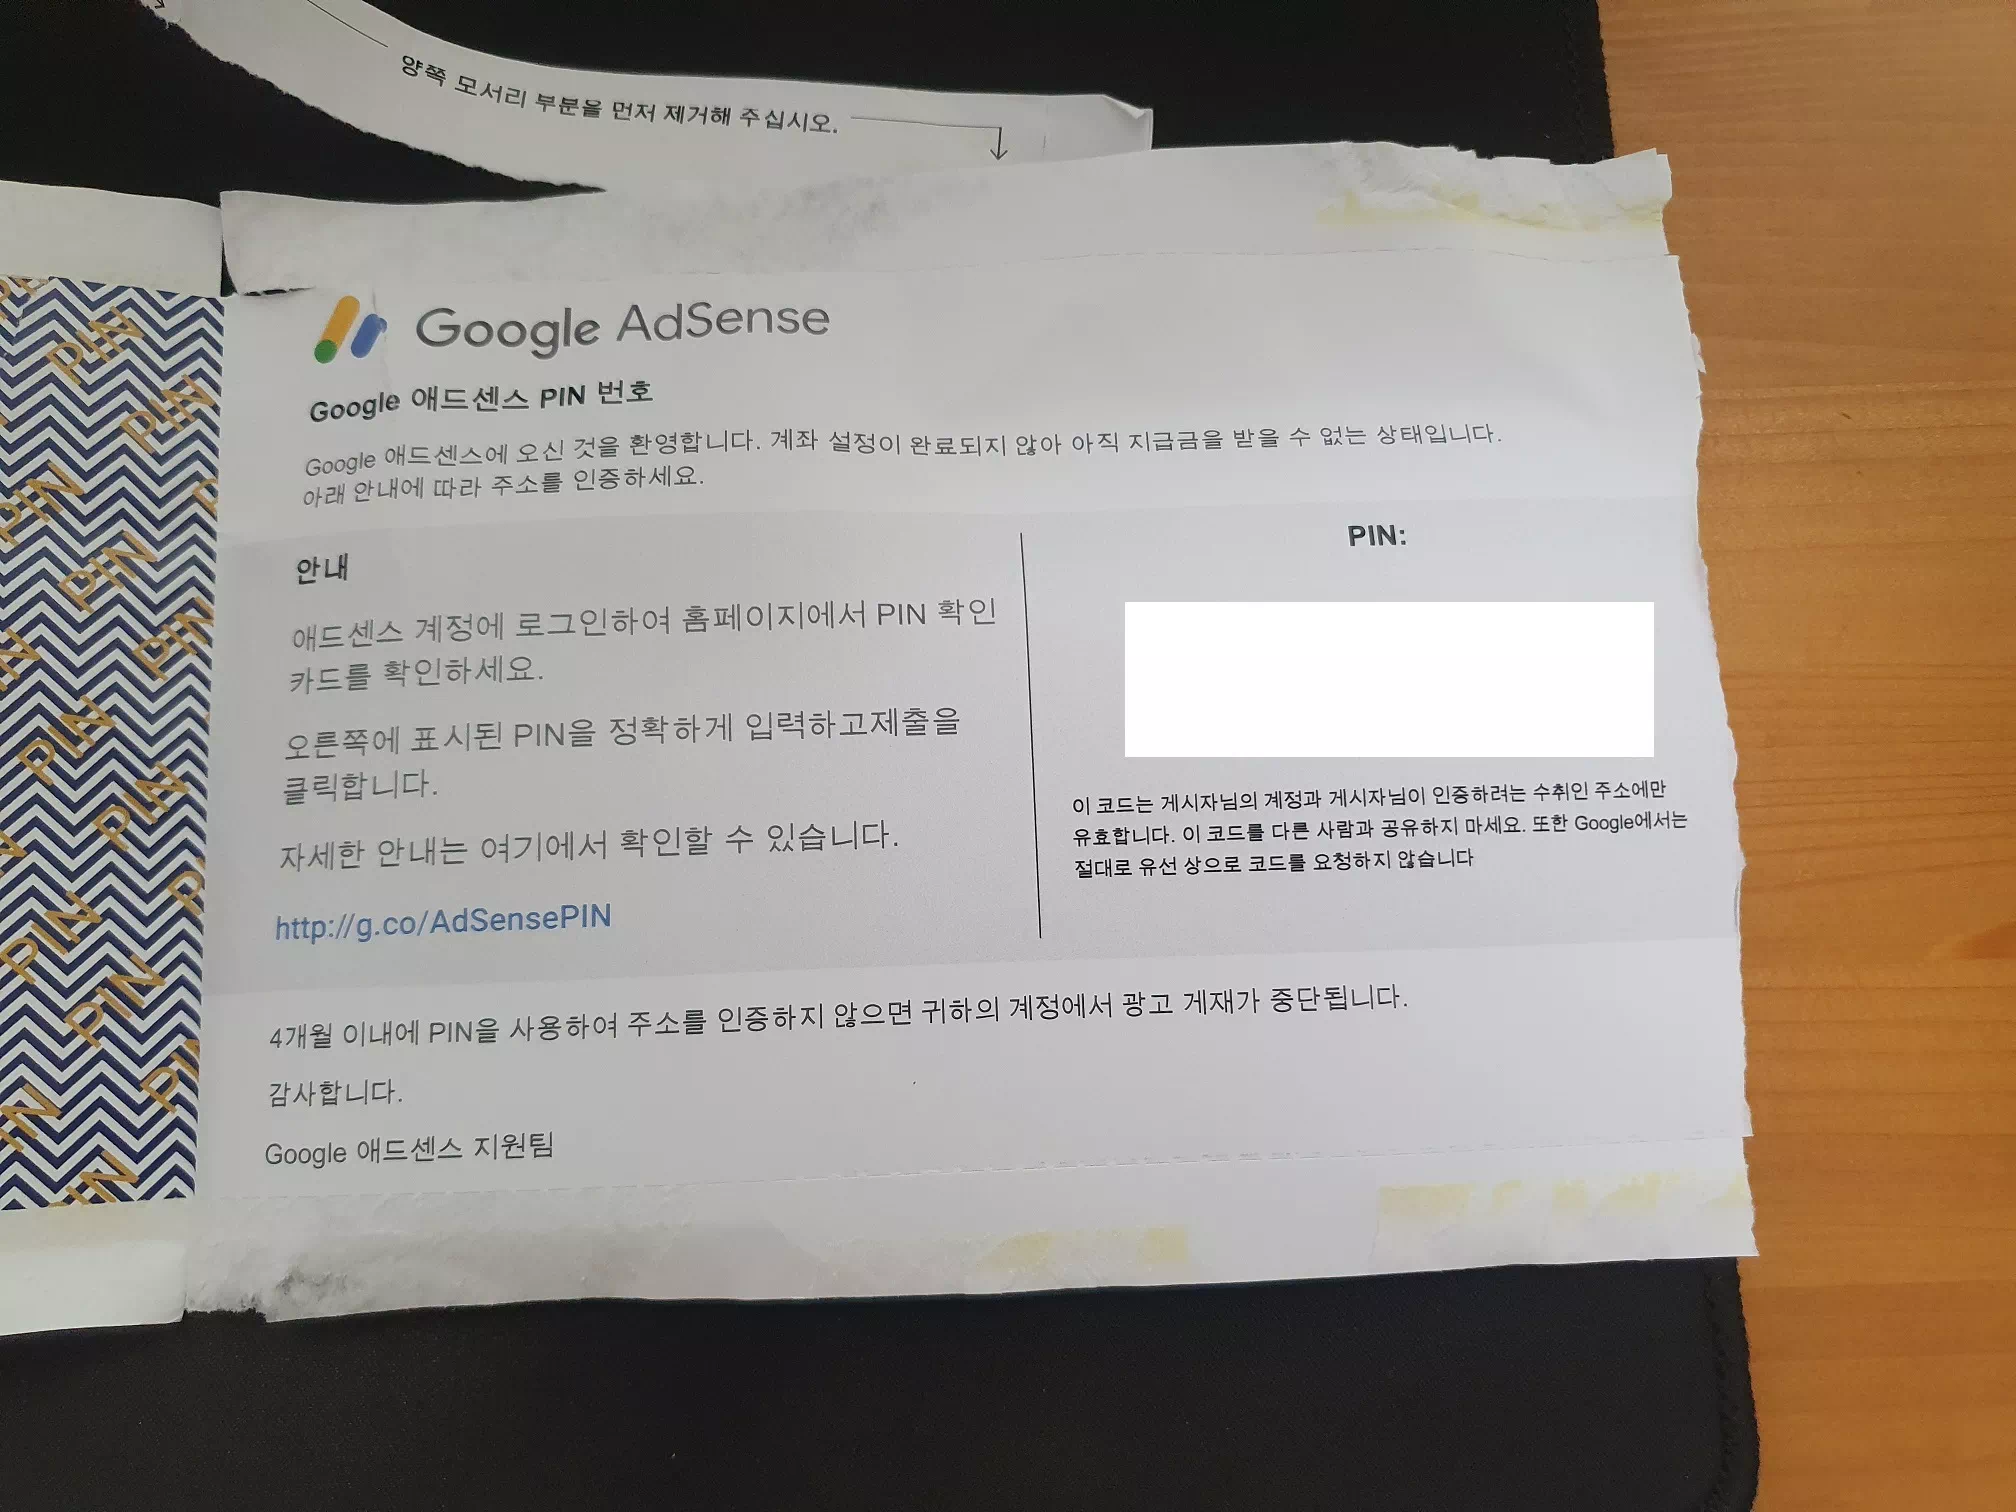 양쪽 모서리 부분을 먼저 제거해 주십시오.
Google AdSense
Google 애드센스 PIN 번호
Google 애드센스에 오신 것을 환영합니다. 계좌 설정이 완료되지 않아 아직 지급금을 받을 수 없는 상태입니다.
아래 안내에 따라 주소를 인증하세요.
안내
애드센스 계정에 로그인하여 홈페이지에서 PIN 확인
카드를 확인하세요.
오른쪽에 표시된 PIN을 정확하게 입력하고제출을
클릭합니다.
자세한 안내는 여기에서 확인할 수 있습니다.
http://g.co/AdSensePIN
PIN:
이 코드는 게시자님의 계정과 게시자님이 인증하려는 수취인 주소에만
유효합니다. 이 코드를 다른 사람과 공유하지 마세요. 또한 Google에서는
절대로 유선 상으로 코드를 요청하지 않습니다
4개월 이내에 PIN을 사용하여 주소를 인증하지 않으면 귀하의 계정에서 광고 게재가 중단됩니다.
감사합니다.
Google 애드센스 지원팀
PIN
PIN
PIN
PIN
PIN
PIN
PIN
PIN
PIN
PIN